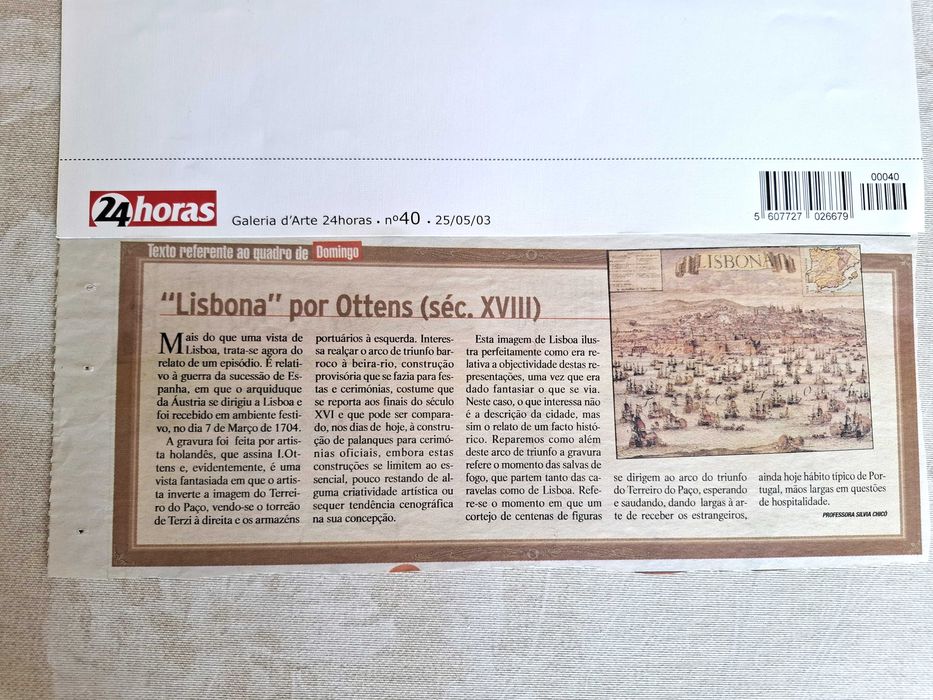 24horas
Galeria d'Arte 24horas • nº40 • 25/05/03
5 607727 026679
00040
Texto referente ao quadro de Domingo
"Lisbona" por Ottens (séc. XVIII)
Mais do que uma vista de
Lisboa, trata-se agora do
relato de um episódio. É relati-
vo à guerra da sucessão de Es-
panha, em que o arquiduque
da Áustria se dirigiu a Lisboa e
foi recebido em ambiente festi-
vo, no dia 7 de Março de 1704.
A gravura foi feita por artis-
ta holandês, que assina I.Ot-
tens e, evidentemente, é uma
vista fantasiada em que o artis-
ta inverte a imagem do Terrei-
ro do Paço, vendo-se o torreão
de Terzi à direita e os armazéns
portuários à esquerda. Interes-
sa realçar o arco de triunfo bar-
roco à beira-rio, construção
provisória que se fazia para fes-
tas e cerimónias, costume que
se reporta aos finais do século
XVI e que pode ser compara-
do, nos dias de hoje, à constru-
ção de palanques para cerimó-
nias oficiais, embora estas
construções se limitem ao es-
sencial, pouco restando de al-
guma criatividade artística ou
sequer tendência cenográfica
na sua concepção.
Esta imagem de Lisboa ilus-
tra perfeitamente como era re-
lativa a objectividade destas re-
presentações, uma vez que era
dado fantasiar o que se via.
Neste caso, o que interessa não
é a descrição da cidade, mas
sim o relato de um facto histó-
rico. Reparemos como além
deste arco de triunfo a gravura
refere o momento das salvas de
fogo, que partem tanto das ca-
ravelas como de Lisboa. Refe-
re-se o momento em que um
cortejo de centenas de figuras
LISBONA
se dirigem ao arco do triunfo
do Terreiro do Paço, esperando
e saudando, dando largas à ar-
te de receber os estrangeiros,
ainda hoje hábito típico de Por-
tugal, mãos largas em questões
de hospitalidade.
PROFESSORA SILVIA CHICÓ